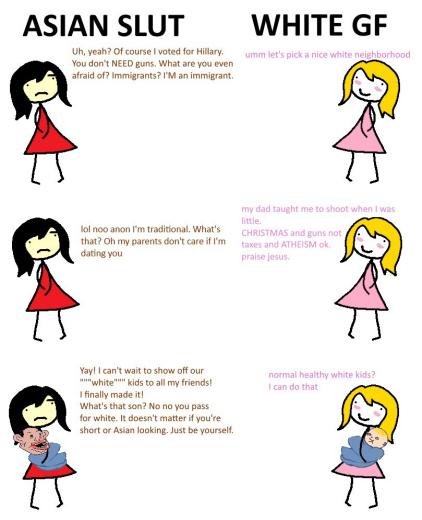 ASIAN SLUT
WHITE GF
Uh, yeah? Of course I voted for Hillary.
You don't NEED guns. What are you even
afraid of? Immigrants? I'M an immigrant.
umm let's pick a nice white neighborhood
lol noo anon I'm traditional. What's
that? Oh my parents don't care if I'm
dating you
my dad taught me to shoot when I was
little.
CHRISTMAS and guns not
taxes and ATHEISM ok.
praise jesus.
Yay! I can't wait to show off our
"""white""" kids to all my friends!
I finally made it!
What's that son? No no you pass
for white. It doesn't matter if you're
short or Asian looking. Just be yourself.
normal healthy white kids?
I can do that